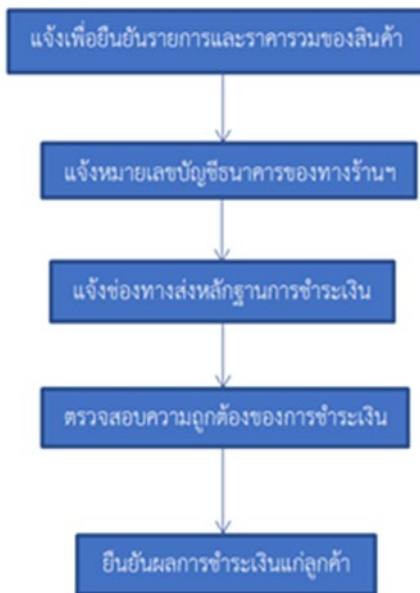 แจ้งเพื่อยืนยันรายการและราคารวมของสินค้า
แจ้งหมายเลขบัญชีธนาคารของทางร้านฯ
แจ้งช่องทางส่งหลักฐานการชำระเงิน
ตรวจสอบความถูกต้องของการชำระเงิน
ยืนยันผลการชำระเงินแก่ลูกค้า